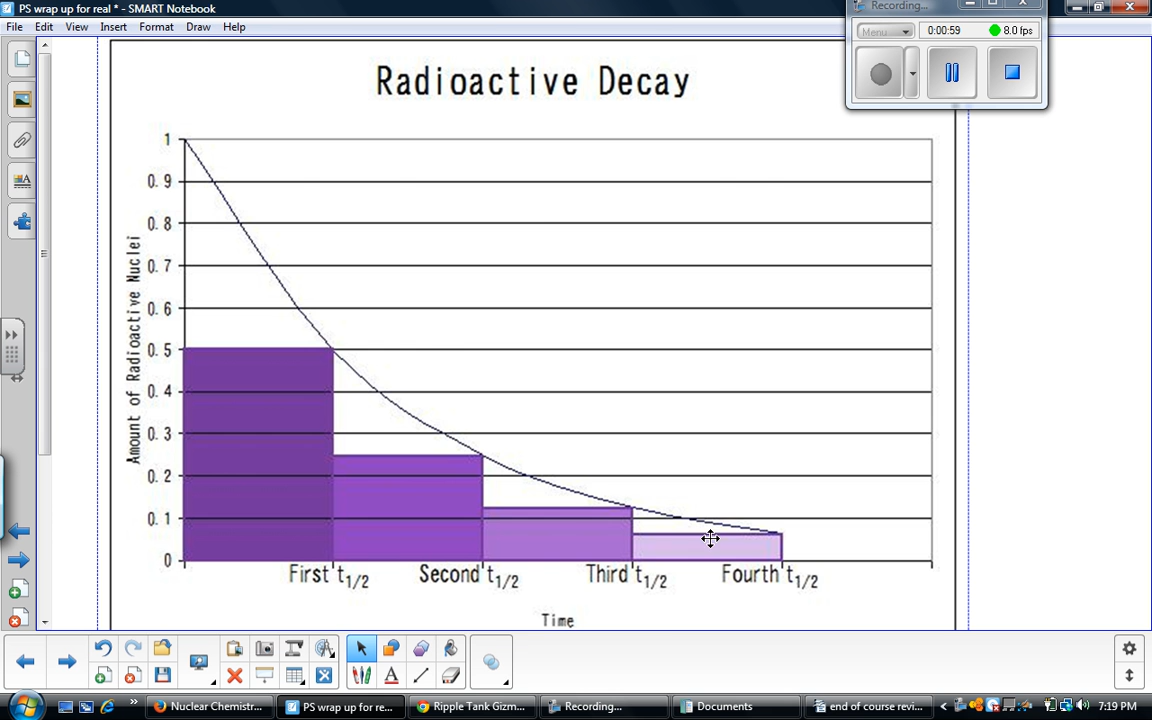 PS wrap up for real * - SMART Notebook
File Edit View Insert Format Draw Help
Recording...
Menu 0:00:59 8.0 fps
Radioactive Decay
Amount of Radioactive Nuclei
1
0.9
0.8
0.7
0.6
0.5
0.4
0.3
0.2
0.1
0
First t1/2 Second t1/2 Third t1/2 Fourth t1/2
Time
Nuclear Chemistr... PS wrap up for re... Ripple Tank Gizm... Recording... Documents end of course revi... 7:19 PM